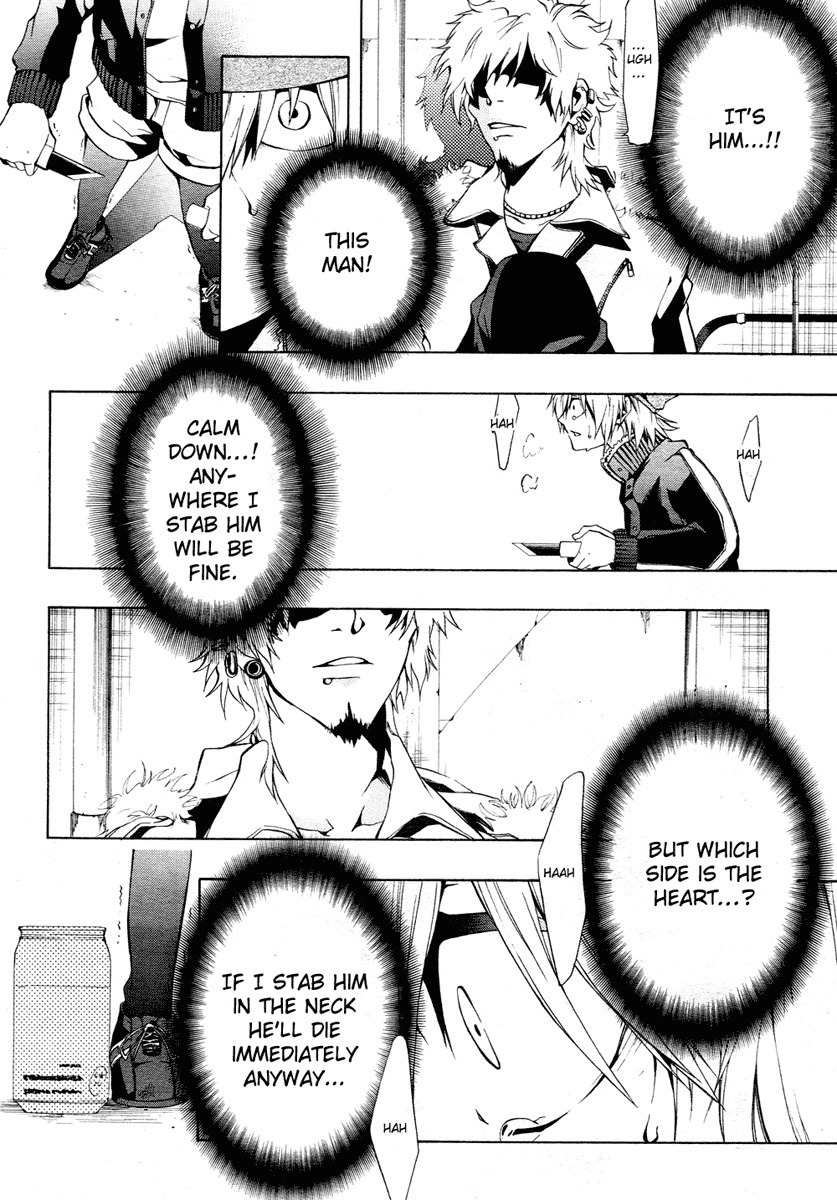 IT'S
HIM...!!
...
UGH
...
THIS
MAN!
HAH
HAH
CALM
DOWN...!
ANY-
WHERE I
STAB HIM
WILL BE
FINE.
BUT WHICH
SIDE IS THE
HEART...?
HAAH
IF I STAB HIM
IN THE NECK
HE'LL DIE
IMMEDIATELY
ANYWAY...
HAH